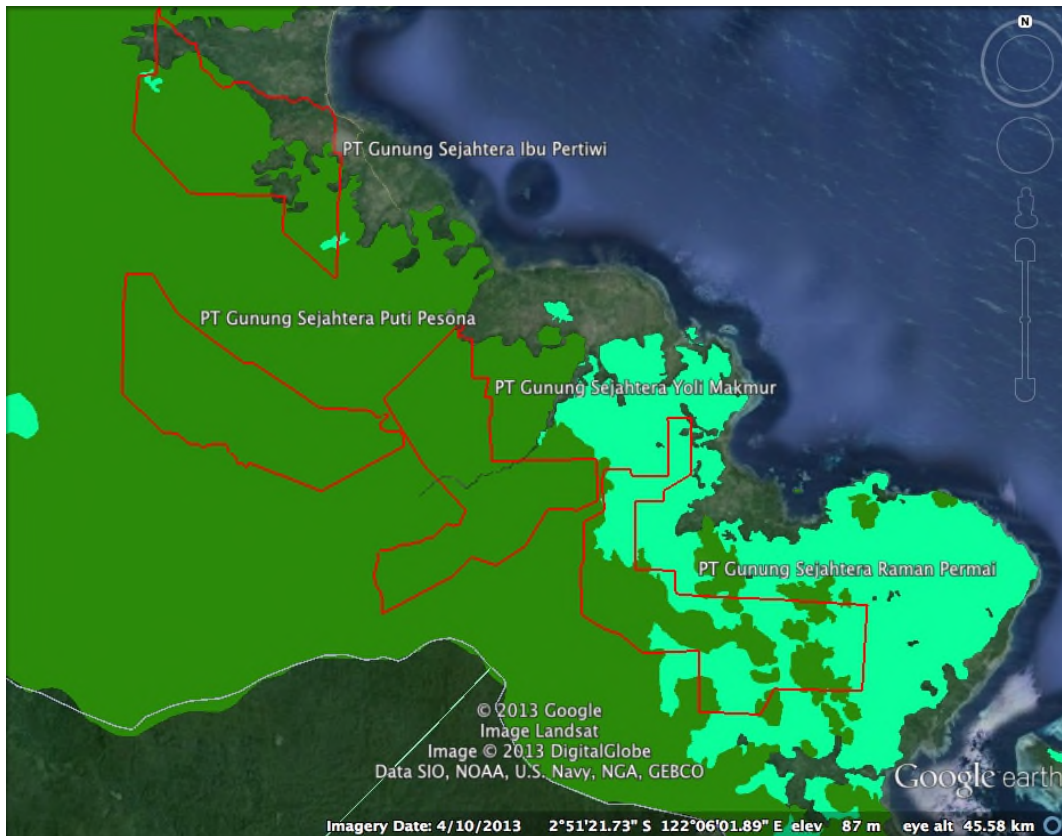 N
PT Gunung Sejahtera Ibu Pertiwi
PT Gunung Sejahtera Puti Pesona
PT Gunung Sejahtera Yoli Makmur
PT Gunung Sejahtera Raman Permai
© 2013 Google
Image Landsat
Image © 2013 DigitalGlobe
Data SIO, NOAA, U.S. Navy, NGA, GEBCO
Google earth
Imagery Date: 4/10/2013 2°51'21.73" S 122°06'01.89" E elev 87 m eye alt 45.58 km